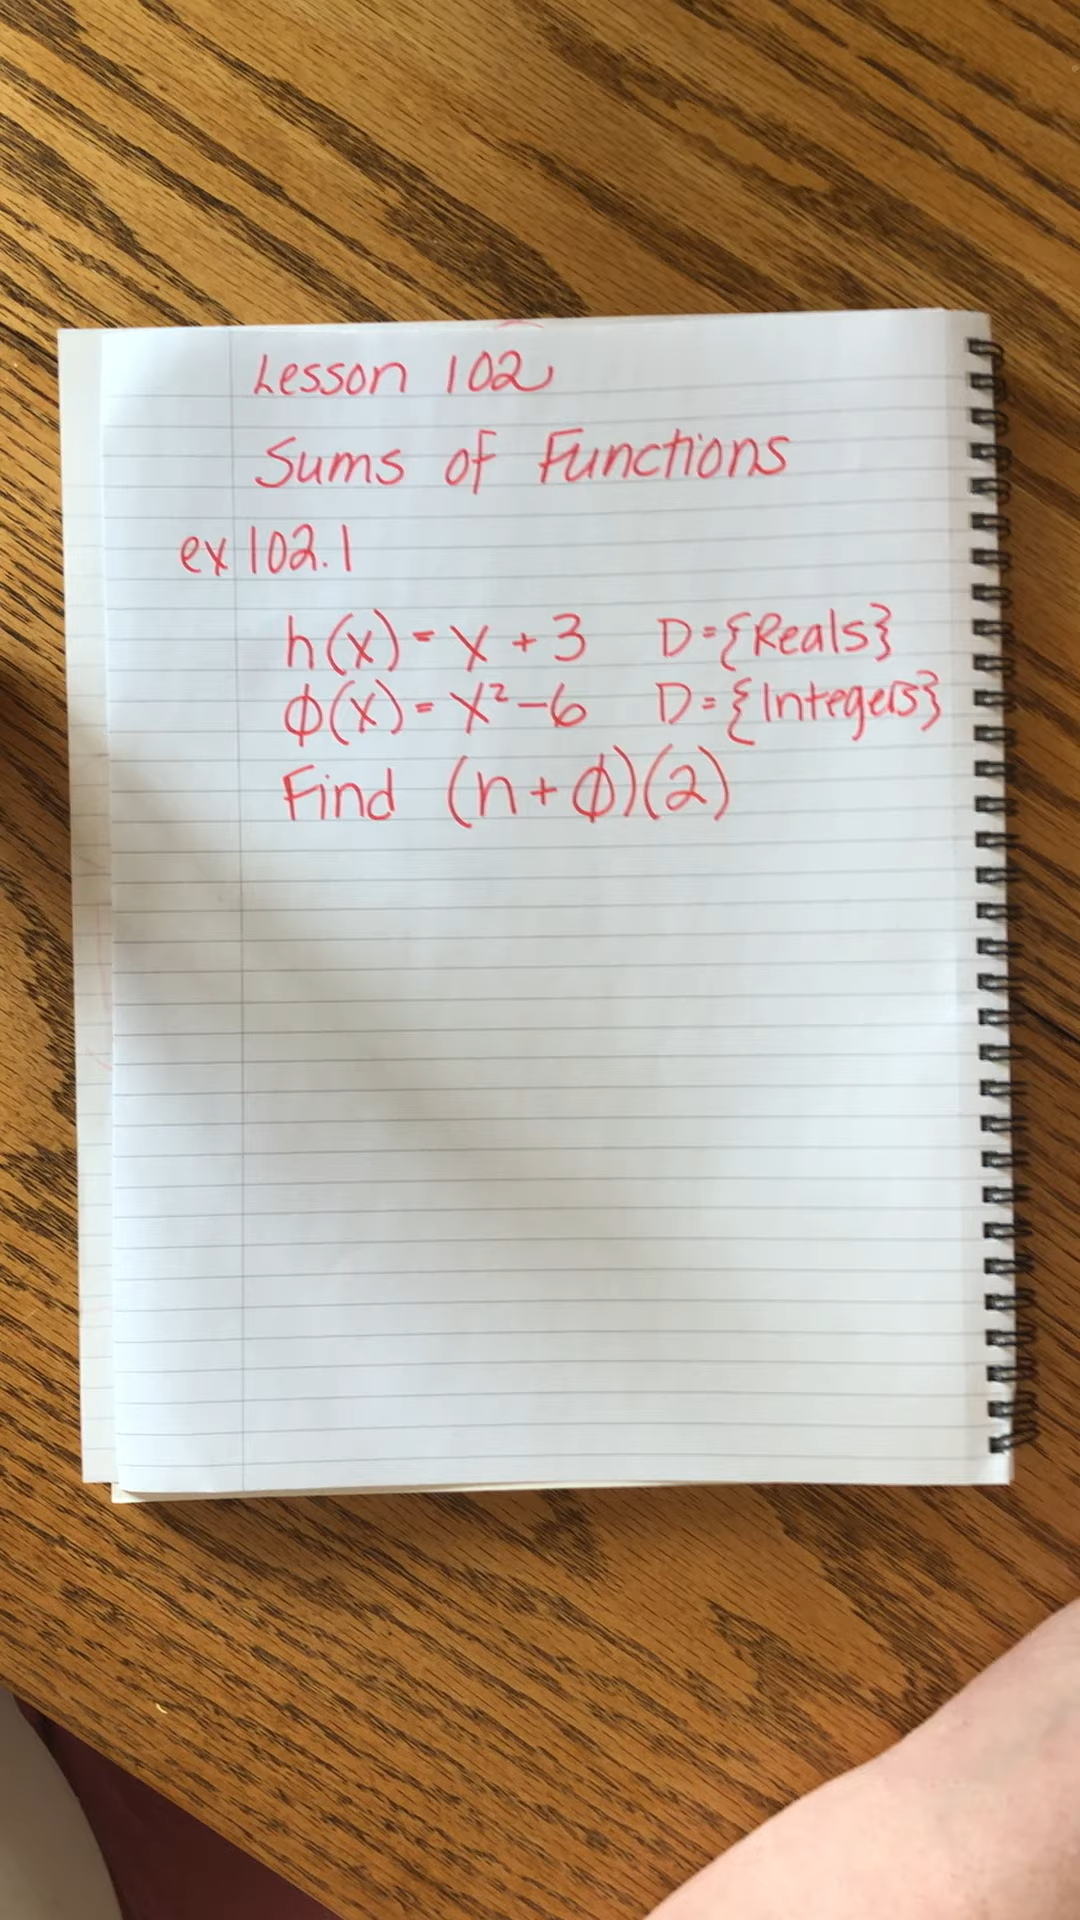 Lesson 102
Sums of Functions
ex 102.1
h(x) = x + 3 D = {Reals}
ϕ(x) = x² - 6 D = {Integers}
Find (n + ϕ)(2)